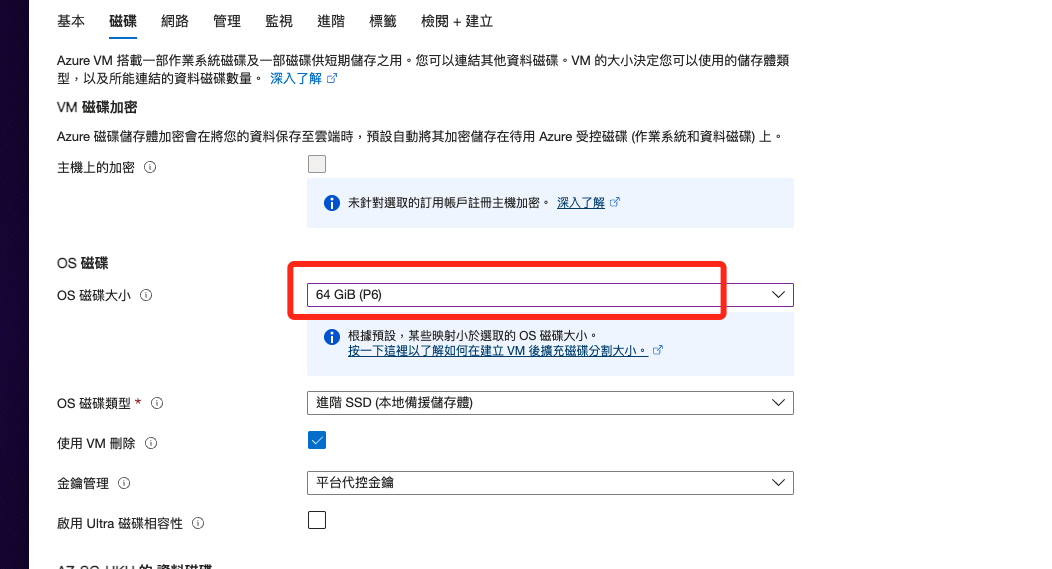 基本 磁碟 網路 管理 監視 進階 標籤 檢閱 + 建立
Azure VM 搭載一部作業系統磁碟及一部磁碟供短期儲存之用。您可以連結其他資料磁碟。VM 的大小決定您可以使用的儲存體類
型，以及所能連結的資料磁碟數量。 深入了解
VM 磁碟加密
Azure 磁碟儲存體加密會在將您的資料保存至雲端時，預設自動將其加密儲存在待用 Azure 受控磁碟 (作業系統和資料磁碟) 上。
主機上的加密
未針對選取的訂用帳戶註冊主機加密。 深入了解
OS 磁碟
OS 磁碟大小 64 GiB (P6)
根據預設，某些映射小於選取的 OS 磁碟大小。
按一下這裡以了解如何在建立 VM 後擴充磁碟分割大小。
OS 磁碟類型 * 進階 SSD (本地備援儲存體)
使用 VM 刪除
金鑰管理 平台代控金鑰
啟用 Ultra 磁碟相容性
的 資料磁碟